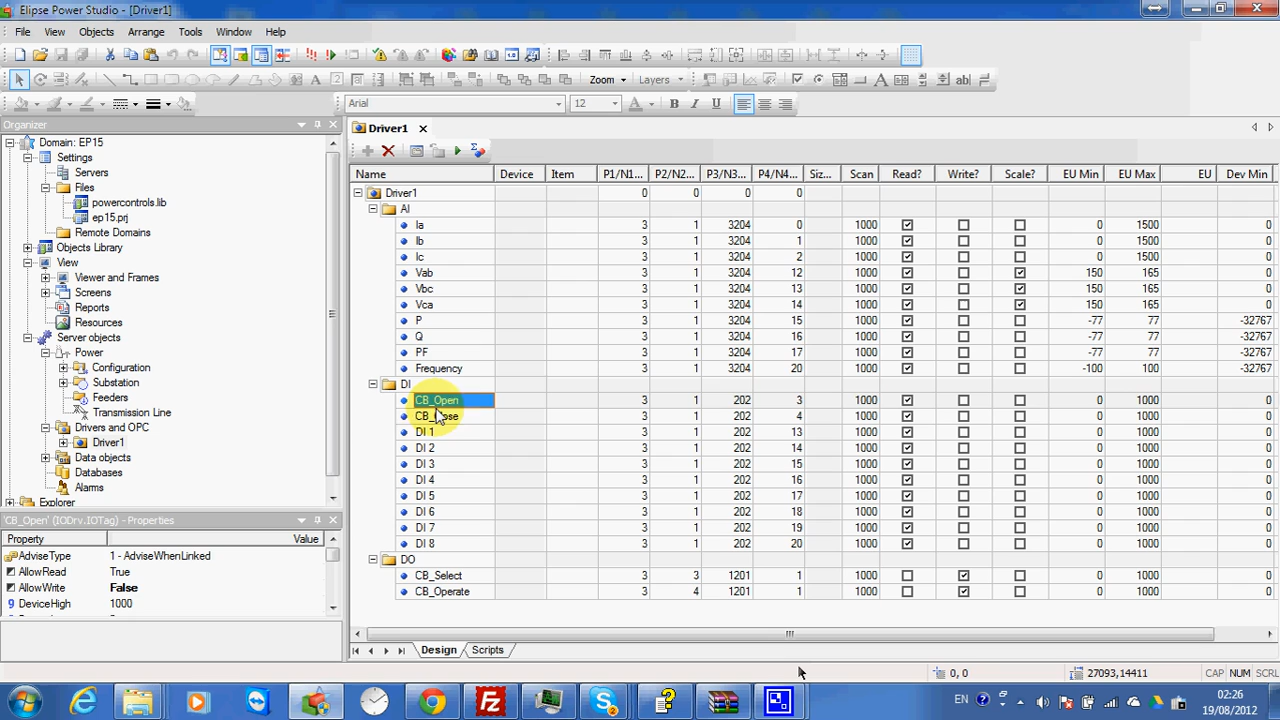 Elipse Power Studio - [Driver1]
File View Objects Arrange Tools Window Help
Zoom Layers
Arial 12
Organizer
Domain: EP15
Settings
Servers
Files
powercontrols.lib
ep15.prj
Remote Domains
Objects Library
View
Viewer and Frames
Screens
Reports
Resources
Server objects
Power
Configuration
Substation
Feeders
Transmission Line
Drivers and OPC
Driver1
Data objects
Databases
Alarms
Explorer
'CB_Open' (IODrv.IOTag) - Properties
Property Value
AdviseType 1 - AdviseWhenLinked
AllowRead True
AllowWrite False
DeviceHigh 1000
Driver1
Name Device Item P1/N1... P2/N2... P3/N3... P4/N4... Siz... Scan Read? Write? Scale? EU Min EU Max EU Dev Min
Driver1 0 0 0 0
AI
Ia 3 1 3204 0 1000 0 1500 0
Ib 3 1 3204 1 1000 0 1500 0
Ic 3 1 3204 2 1000 0 1500 0
Vab 3 1 3204 12 1000 150 165 0
Vbc 3 1 3204 13 1000 150 165 0
Vca 3 1 3204 14 1000 150 165 0
P 3 1 3204 15 1000 -77 77 -32767
Q 3 1 3204 16 1000 -77 77 -32767
PF 3 1 3204 17 1000 -77 77 -32767
Frequency 3 1 3204 20 1000 -100 100 -32767
DI
CB_Open 3 1 202 3 1000 0 1000 0
CB_Close 3 1 202 4 1000 0 1000 0
DI 1 3 1 202 13 1000 0 1000 0
DI 2 3 1 202 14 1000 0 1000 0
DI 3 3 1 202 15 1000 0 1000 0
DI 4 3 1 202 16 1000 0 1000 0
DI 5 3 1 202 17 1000 0 1000 0
DI 6 3 1 202 18 1000 0 1000 0
DI 7 3 1 202 19 1000 0 1000 0
DI 8 3 1 202 20 1000 0 1000 0
DO
CB_Select 3 3 1201 1 1000 0 1000 0
CB_Operate 3 4 1201 1 1000 0 1000 0
Design Scripts
0, 0 27093,14411 CAP NUM SCRL
EN 02:26
19/08/2012